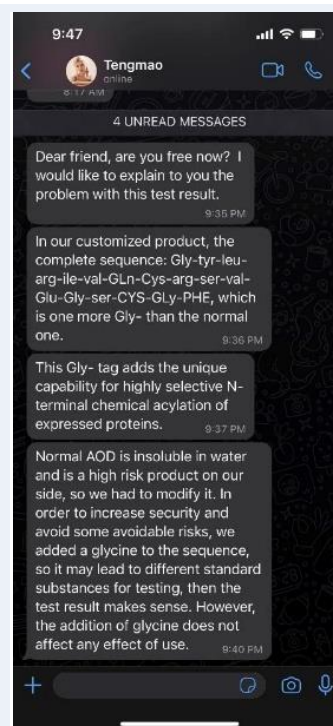 9:47
Tengmao
online
8:17 AM
4 UNREAD MESSAGES
Dear friend, are you free now? I
would like to explain to you the
problem with this test result.
9:35 PM
In our customized product, the
complete sequence: Gly-tyr-leu-
arg-ile-val-GLn-Cys-arg-ser-val-
Glu-Gly-ser-CYS-GLy-PHE, which
is one more Gly- than the normal
one.
9:36 PM
This Gly- tag adds the unique
capability for highly selective N-
terminal chemical acylation of
expressed proteins.
9:37 PM
Normal AOD is insoluble in water
and is a high risk product on our
side, so we had to modify it. In
order to increase security and
avoid some avoidable risks, we
added a glycine to the sequence,
so it may lead to different standard
substances for testing, then the
test result makes sense. However,
the addition of glycine does not
affect any effect of use.
9:40 PM